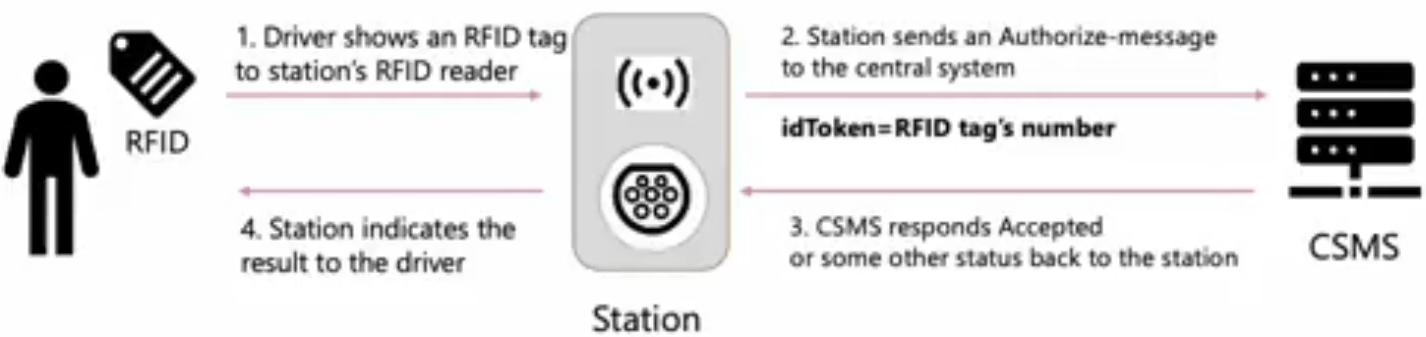 1. Driver shows an RFID tag
to station's RFID reader
RFID
2. Station sends an Authorize-message
to the central system
idToken=RFID tag's number
4. Station indicates the
result to the driver
3. CSMS responds Accepted
or some other status back to the station
CSMS
Station